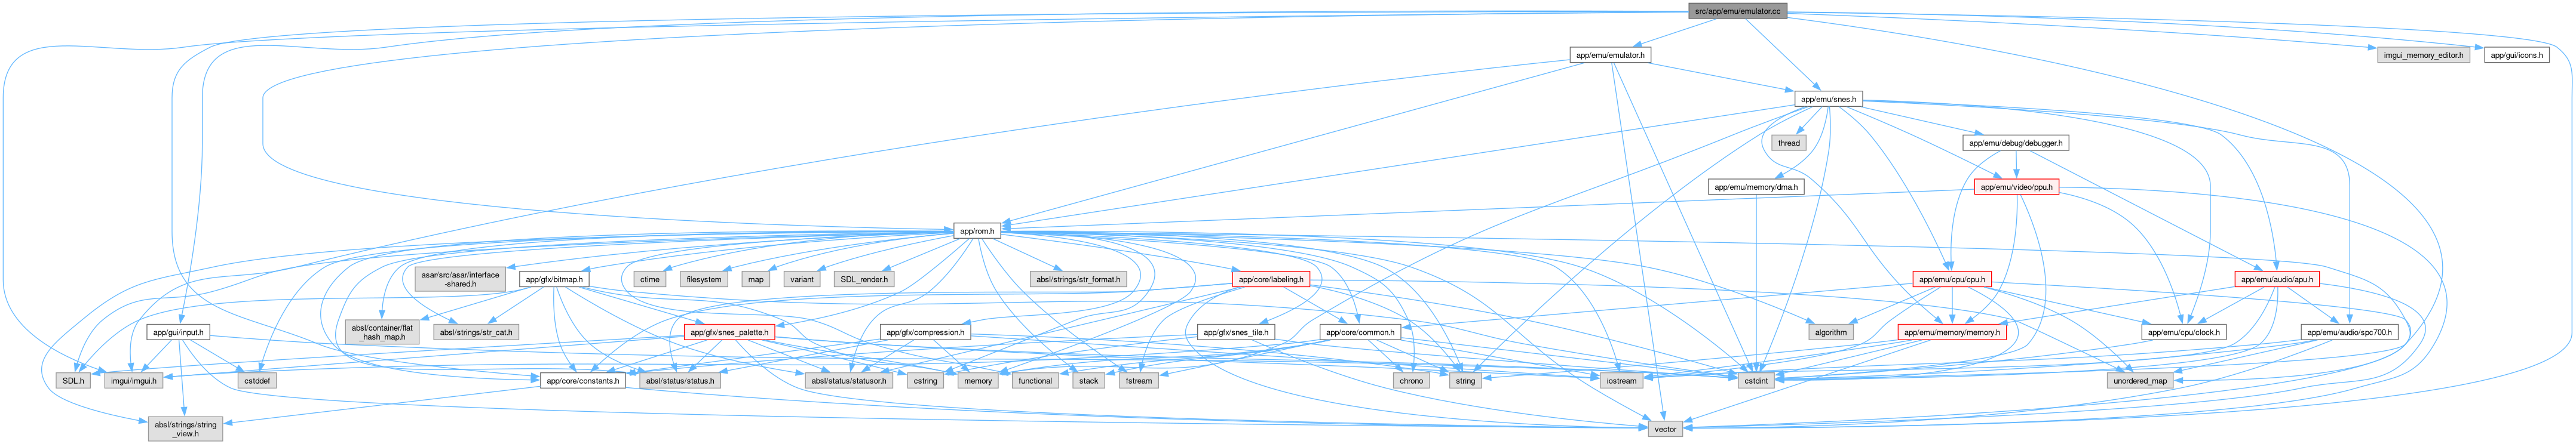 src/app/emu/emulator.cc
app/emu/emulator.h
imgui_memory_editor.h
app/gui/icons.h
app/emu/snes.h
thread
app/emu/debug/debugger.h
app/emu/memory/dma.h
app/emu/video/ppu.h
app/rom.h
asar/src/asar/interface
-shared.h
app/gfx/bitmap.h
ctime
filesystem
map
variant
SDL_render.h
absl/strings/str_format.h
app/core/labeling.h
app/emu/cpu/cpu.h
app/emu/audio/apu.h
app/gui/input.h
absl/container/flat
_hash_map.h
absl/strings/str_cat.h
app/gfx/snes_palette.h
app/gfx/compression.h
app/gfx/snes_tile.h
app/core/common.h
algorithm
app/emu/memory/memory.h
app/emu/cpu/clock.h
app/emu/audio/spc700.h
SDL.h
imgui/imgui.h
cstddef
app/core/constants.h
absl/status/status.h
absl/status/statusor.h
cstring
memory
functional
stack
fstream
chrono
string
iostream
cstdint
unordered_map
absl/strings/string
_view.h
vector